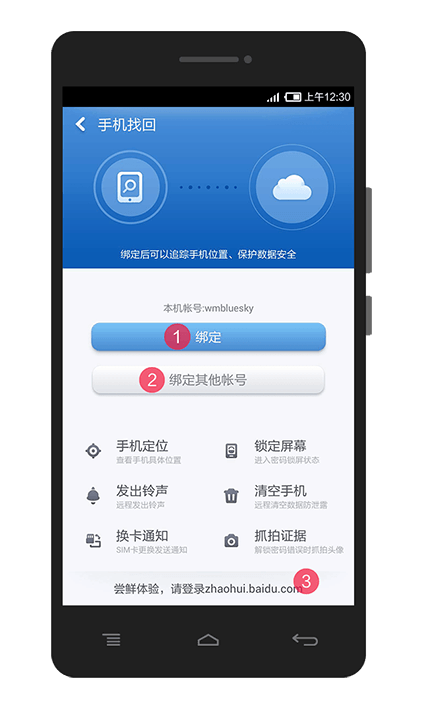 上午12:30
手机找回
绑定后可以追踪手机位置、保护数据安全
本机帐号:wmbluesky
1 绑定
2 绑定其他帐号
手机定位
查看手机具体位置
锁定屏幕
进入密码锁屏状态
发出铃声
远程发出铃声
清空手机
远程清空数据防泄露
换卡通知
SIM卡更换发送通知
抓拍证据
解锁密码错误时抓拍头像
尝鲜体验，请登录zhaohui.baidu.com 3